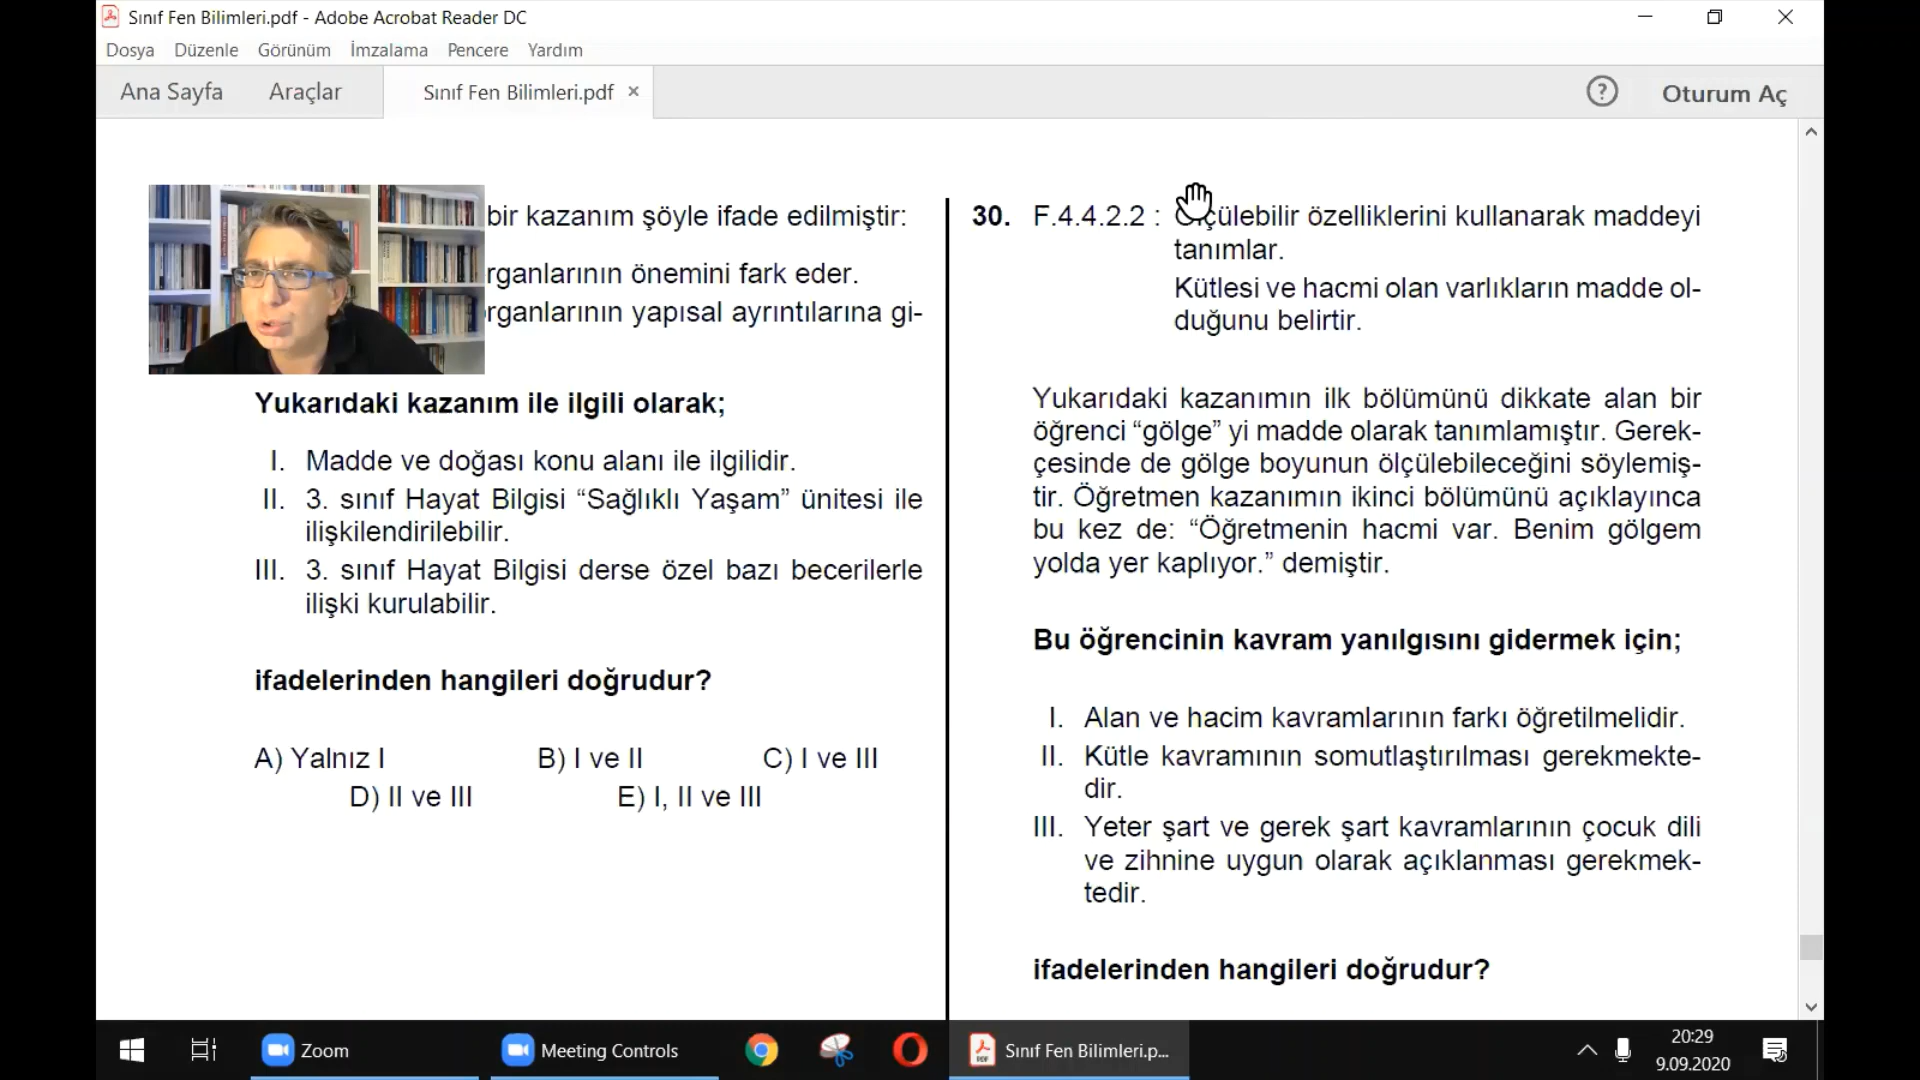 Sınıf Fen Bilimleri.pdf - Adobe Acrobat Reader DC
Dosya Düzenle Görünüm İmzalama Pencere Yardım
Ana Sayfa Araçlar Sınıf Fen Bilimleri.pdf × ? Oturum Aç
bir kazanım şöyle ifade edilmiştir:
rganlarının önemini fark eder.
rganlarının yapısal ayrıntılarına gi-
Yukarıdaki kazanım ile ilgili olarak;
I. Madde ve doğası konu alanı ile ilgilidir.
II. 3. sınıf Hayat Bilgisi “Sağlıklı Yaşam” ünitesi ile
ilişkilendirilebilir.
III. 3. sınıf Hayat Bilgisi derse özel bazı becerilerle
ilişki kurulabilir.
ifadelerinden hangileri doğrudur?
A) Yalnız I B) I ve II C) I ve III
D) II ve III E) I, II ve III
30. F.4.4.2.2 : Ölçülebilir özelliklerini kullanarak maddeyi
tanımlar.
Kütlesi ve hacmi olan varlıkların madde ol-
duğunu belirtir.
Yukarıdaki kazanımın ilk bölümünü dikkate alan bir
öğrenci “gölge” yi madde olarak tanımlamıştır. Gerek-
çesinde de gölge boyunun ölçülebileceğini söylemiş-
tir. Öğretmen kazanımın ikinci bölümünü açıklayınca
bu kez de: “Öğretmenin hacmi var. Benim gölgem
yolda yer kaplıyor.” demiştir.
Bu öğrencinin kavram yanılgısını gidermek için;
I. Alan ve hacim kavramlarının farkı öğretilmelidir.
II. Kütle kavramının somutlaştırılması gerekmekte-
dir.
III. Yeter şart ve gerek şart kavramlarının çocuk dili
ve zihnine uygun olarak açıklanması gerekmek-
tedir.
ifadelerinden hangileri doğrudur?
Zoom Meeting Controls Sınıf Fen Bilimleri.p...
20:29
9.09.2020